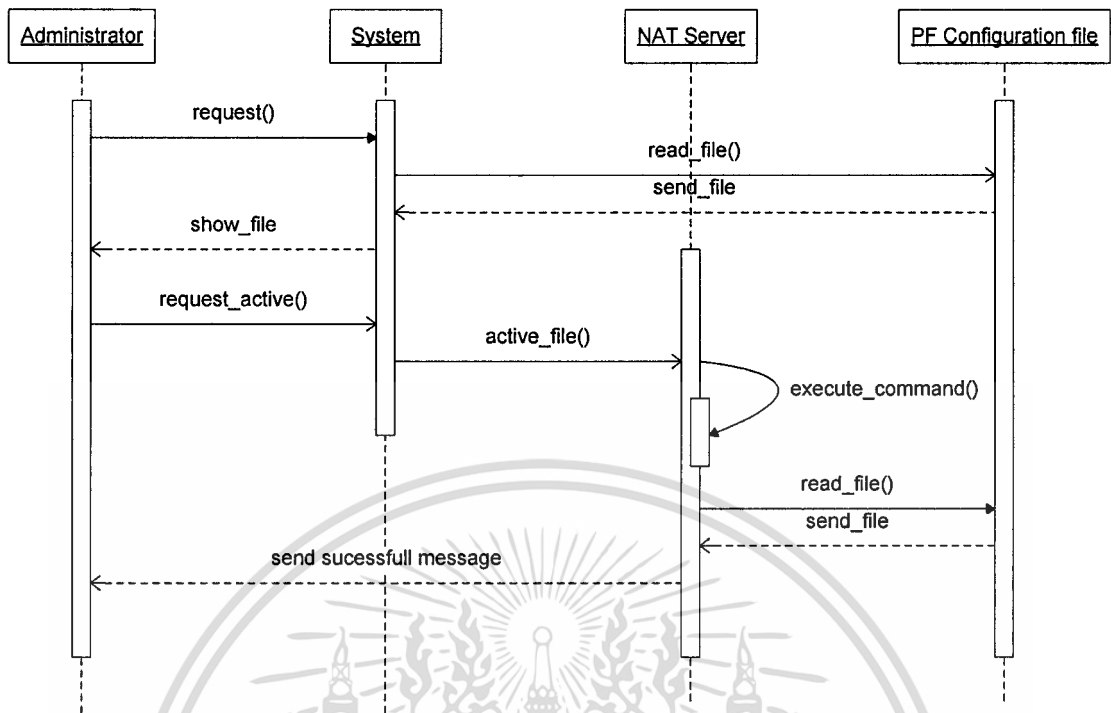 Administrator
System
NAT Server
PF Configuration file
request()
read_file()
send_file
show_file
request_active()
active_file()
execute_command()
read_file()
send_file
send sucessfull message